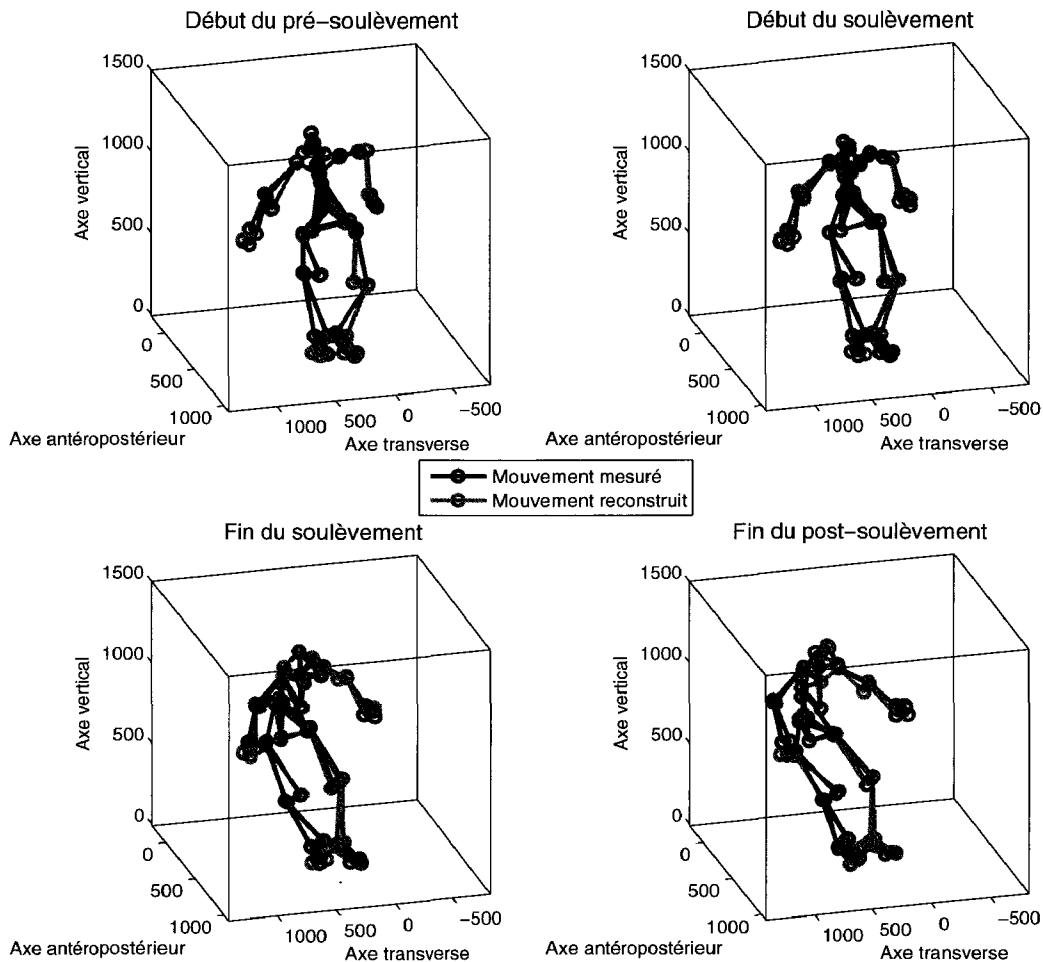 Début du pré−soulèvement
1500
1000
500
0
Axe vertical
0
500
1000
Axe antéropostérieur
1000
500
0
−500
Axe transverse
Début du soulèvement
1500
1000
500
0
Axe vertical
0
500
1000
Axe antéropostérieur
1000
500
0
−500
Axe transverse
Mouvement mesuré
Mouvement reconstruit
Fin du soulèvement
1500
1000
500
0
Axe vertical
0
500
1000
Axe antéropostérieur
1000
500
0
−500
Axe transverse
Fin du post−soulèvement
1500
1000
500
0
Axe vertical
0
500
1000
Axe antéropostérieur
1000
500
0
−500
Axe transverse